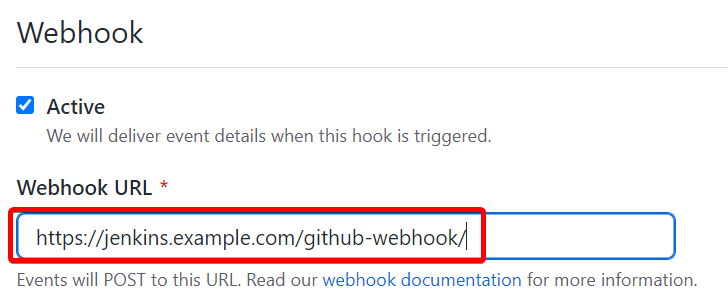 Webhook
Active
We will deliver event details when this hook is triggered.
Webhook URL *
https://jenkins.example.com/github-webhook/
Events will POST to this URL. Read our webhook documentation for more information.